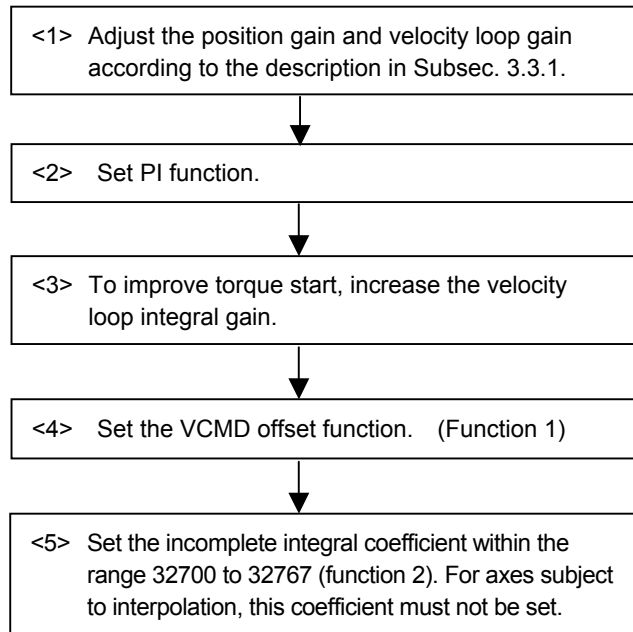 <1> Adjust the position gain and velocity loop gain
according to the description in Subsec. 3.3.1.
<2> Set PI function.
<3> To improve torque start, increase the velocity
loop integral gain.
<4> Set the VCMD offset function. (Function 1)
<5> Set the incomplete integral coefficient within the
range 32700 to 32767 (function 2). For axes subject
to interpolation, this coefficient must not be set.